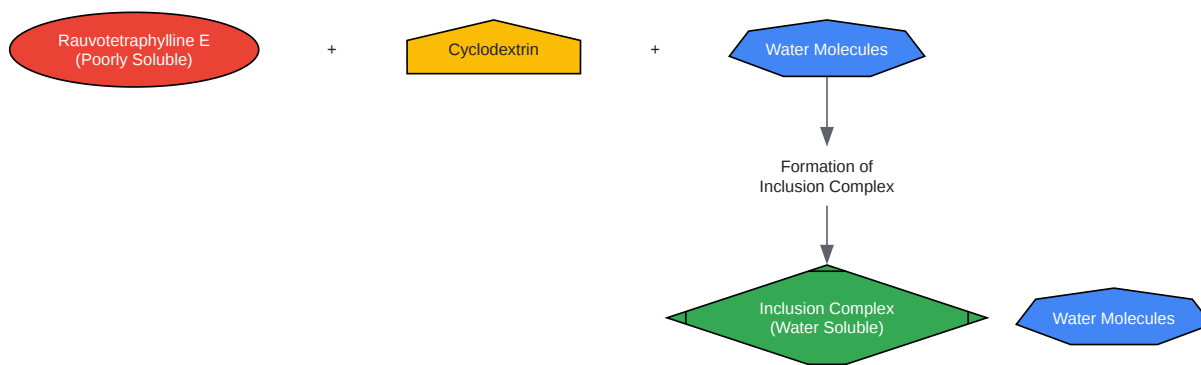 Rauvotetraphylline E
(Poorly Soluble)
+
Cyclodextrin
+
Water Molecules
Formation of
Inclusion Complex
Inclusion Complex
(Water Soluble)
Water Molecules